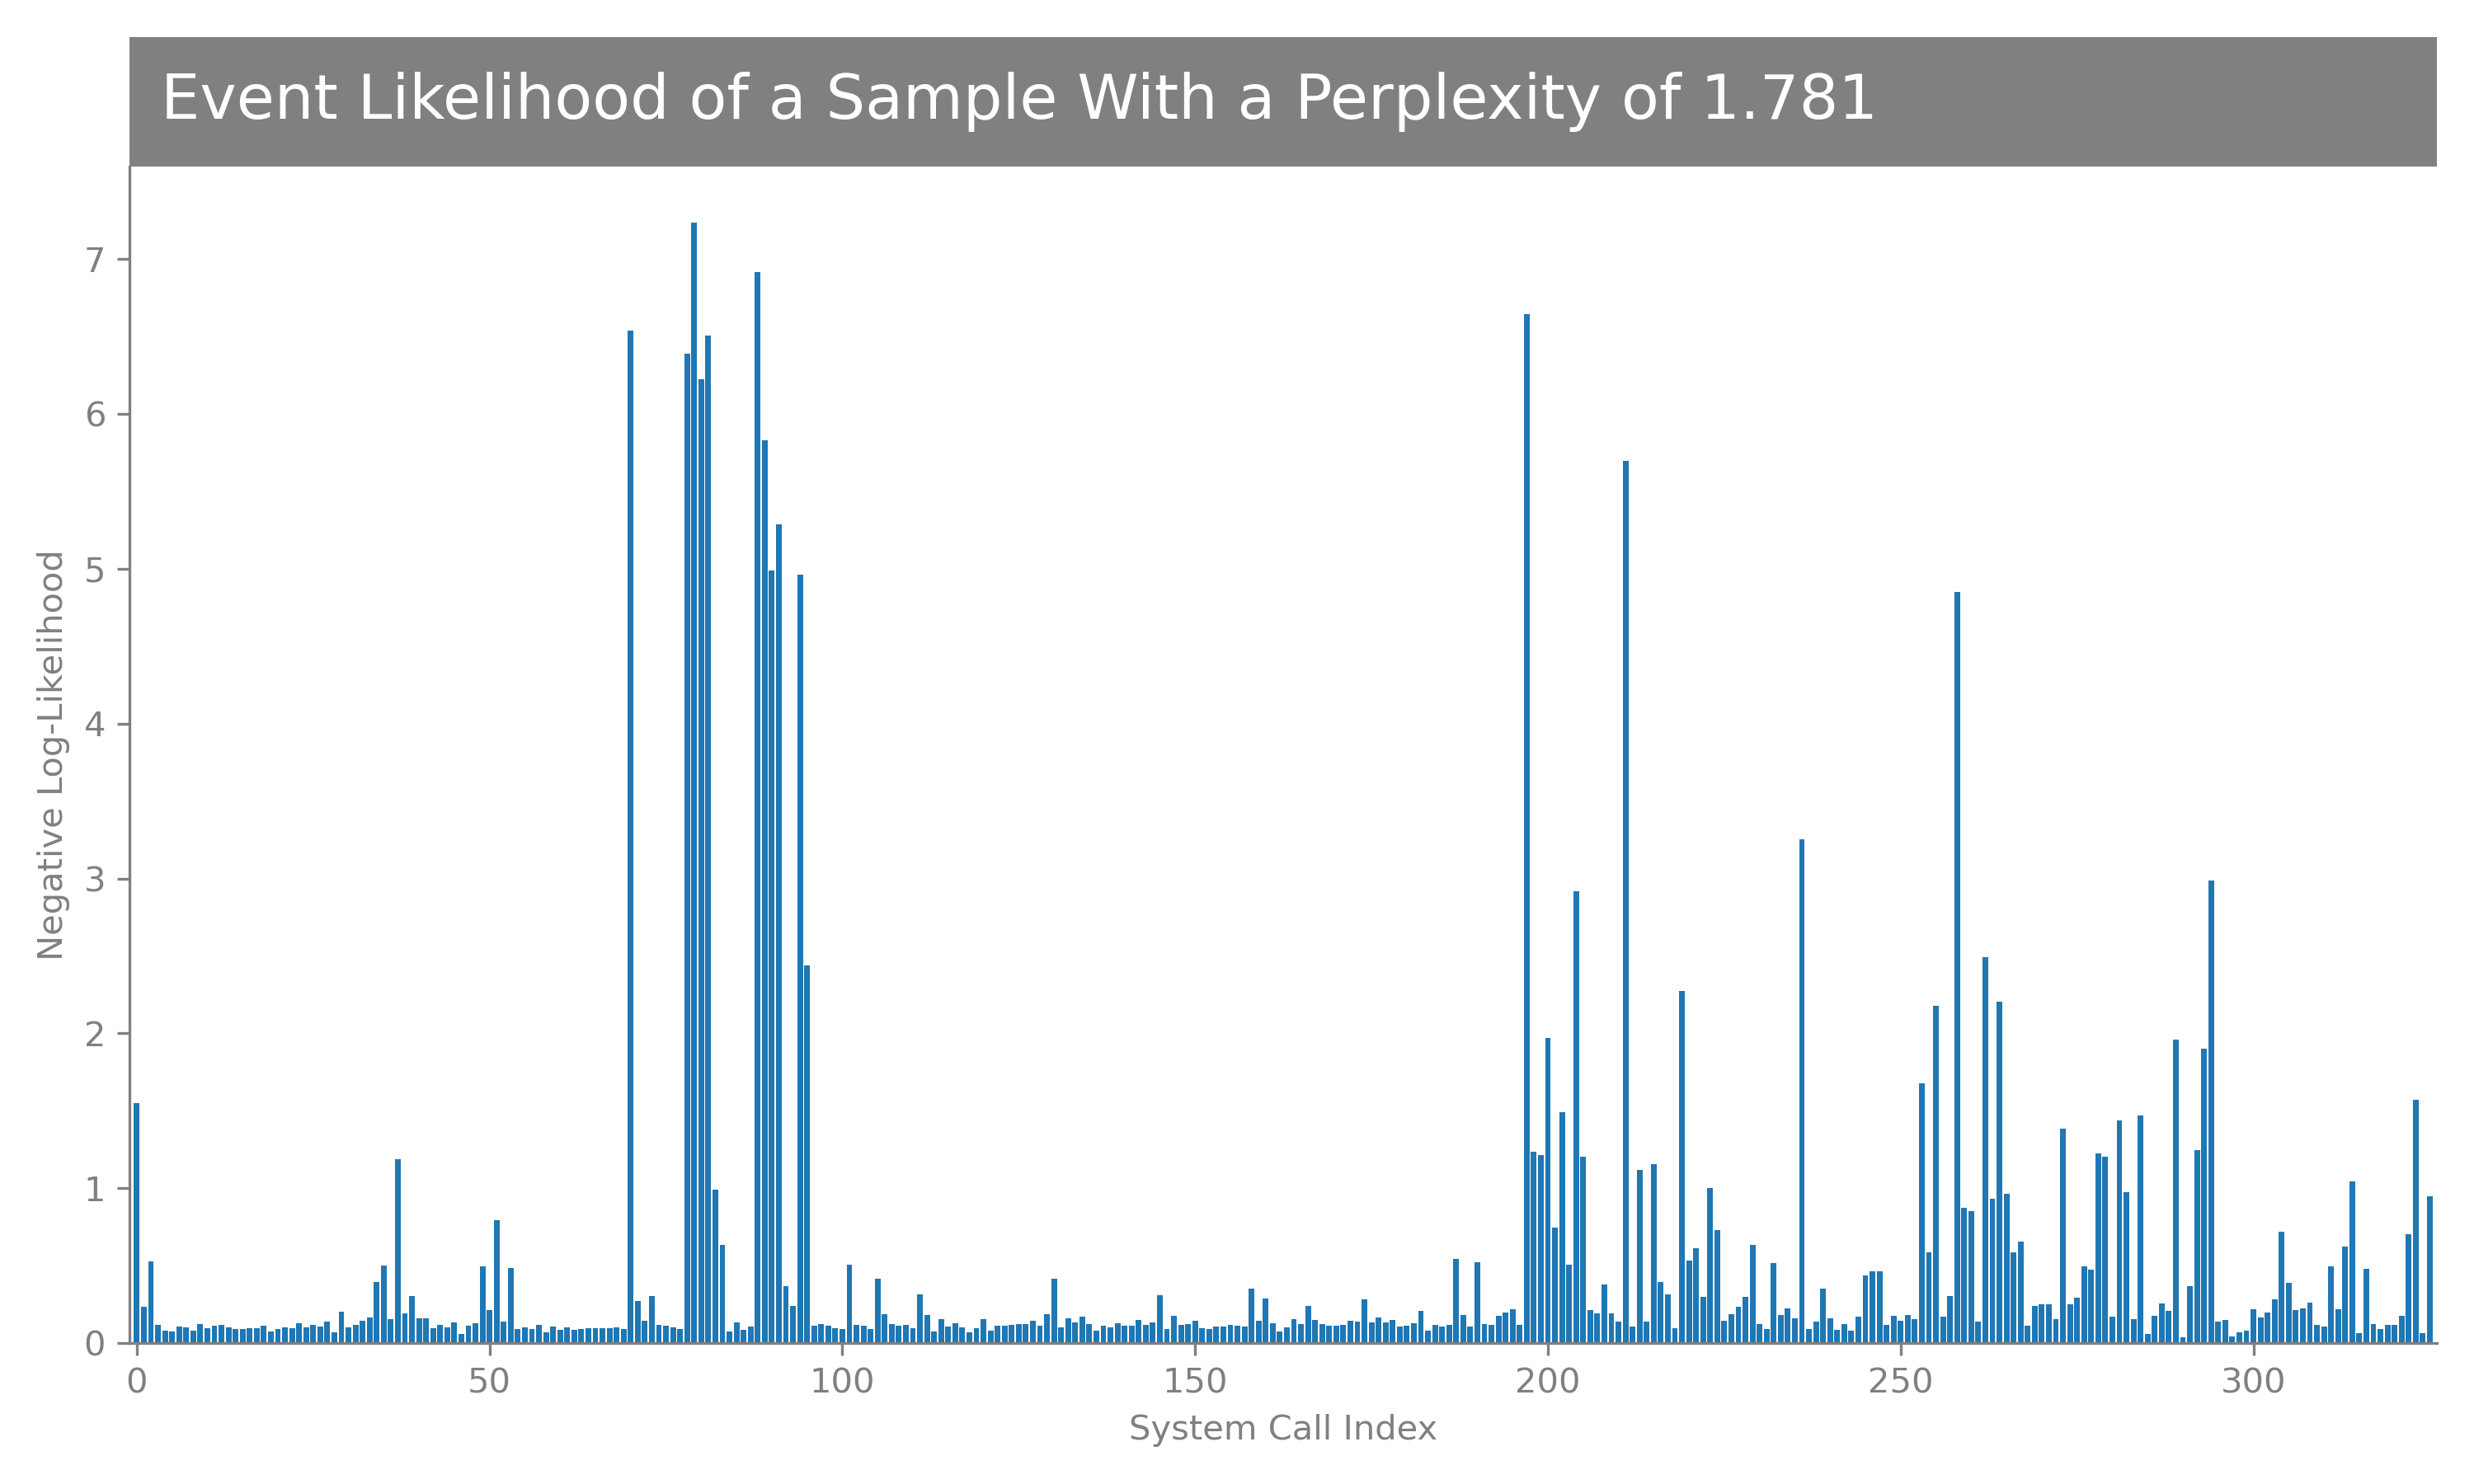 Event Likelihood of a Sample With a Perplexity of 1.781
Negative Log-Likelihood
7
6
5
4
3
2
1
0
0 50 100 150 200 250 300
System Call Index